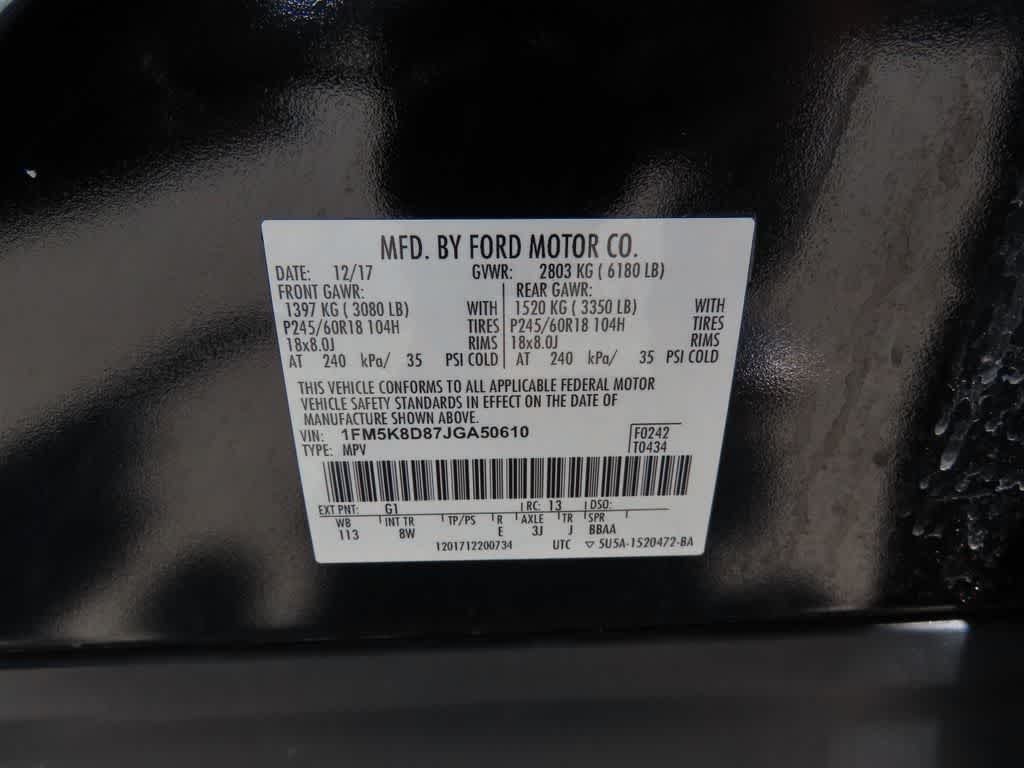 MFD. BY FORD MOTOR CO.
DATE: 12/17 GVWR: 2803 KG ( 6180 LB)
FRONT GAWR: REAR GAWR:
1397 KG ( 3080 LB) WITH 1520 KG ( 3350 LB) WITH
P245/60R18 104H TIRES P245/60R18 104H TIRES
18x8.0J RIMS 18x8.0J RIMS
AT 240 kPa/ 35 PSI COLD AT 240 kPa/ 35 PSI COLD
THIS VEHICLE CONFORMS TO ALL APPLICABLE FEDERAL MOTOR
VEHICLE SAFETY STANDARDS IN EFFECT ON THE DATE OF
MANUFACTURE SHOWN ABOVE.
VIN: 1FM5K8D87JGA50610 F0242
TYPE: MPV T0434
EXT PNT: G1 RC: 13 DSO:
WB INT TR TP/PS R AXLE TR SPR
113 8W E 3J J BBAA
1201712200734 UTC ▽ 5U5A-1520472-BA